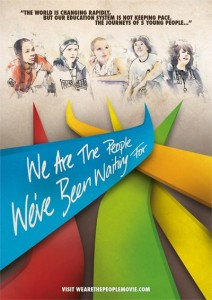 "THE WORLD IS CHANGING RAPIDLY,
BUT OUR EDUCATION SYSTEM IS NOT KEEPING PACE.
THE JOURNEYS OF 5 YOUNG PEOPLE..."
We Are The People
We've Been Waiting For
VISIT WEARETHEPEOPLEMOVIE.COM